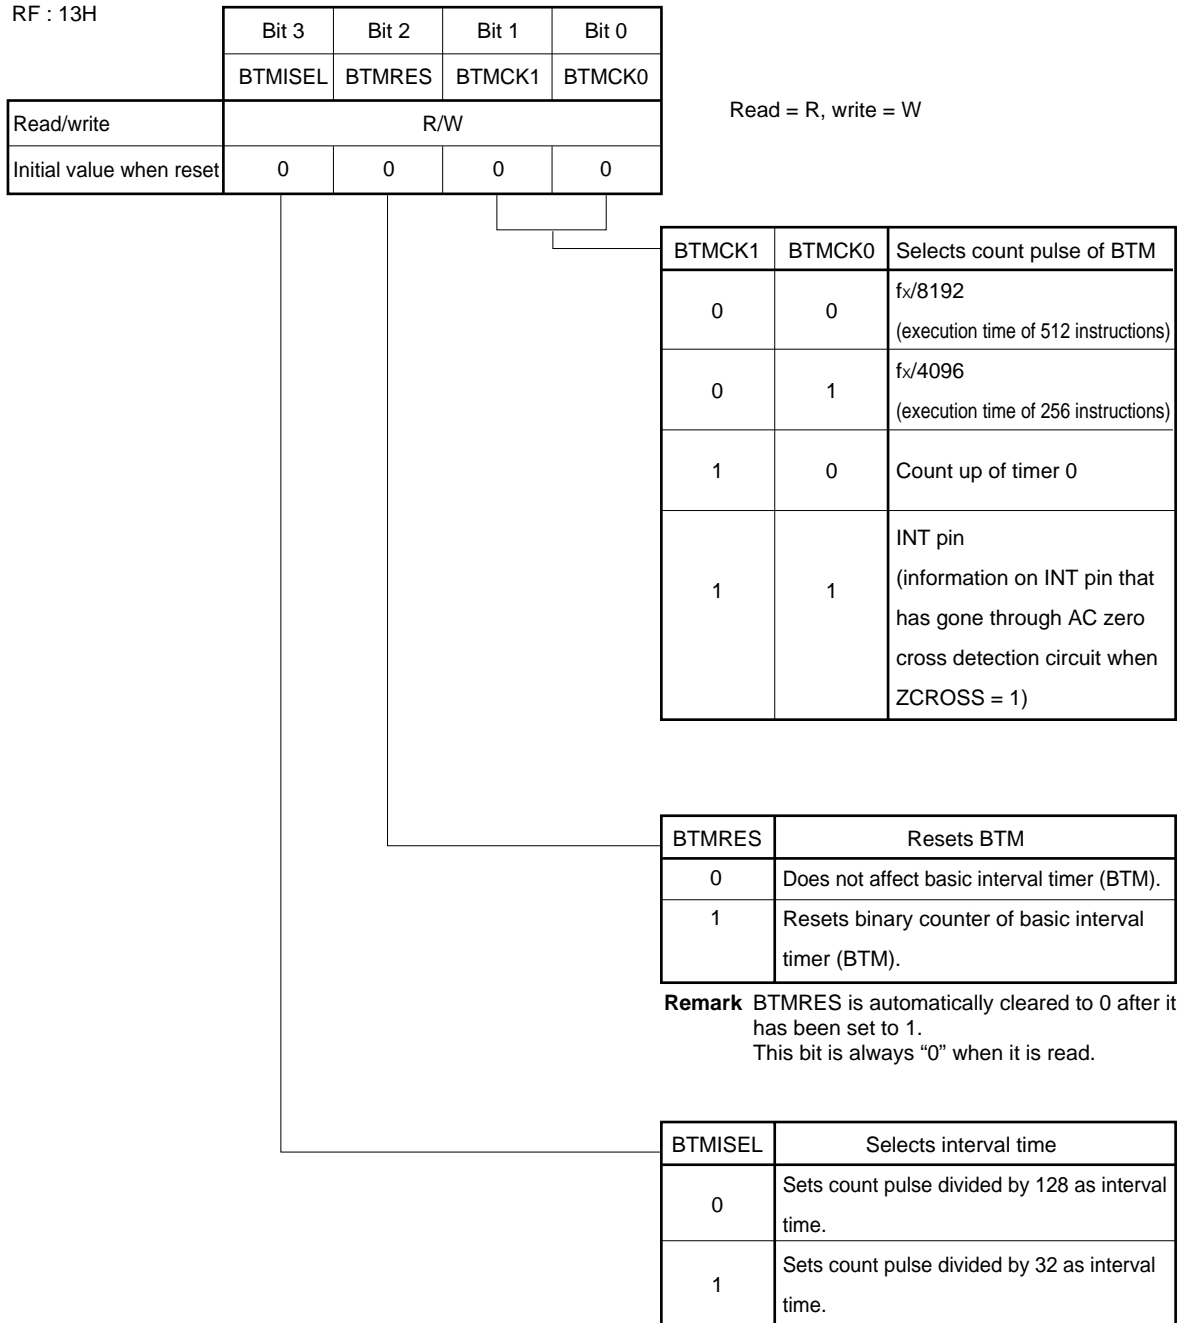 RF : 13H
Bit 3 Bit 2 Bit 1 Bit 0
BTMISEL BTMRES BTMCK1 BTMCK0
Read/write R/W
Read = R, write = W
Initial value when reset 0 0 0 0
BTMCK1 BTMCK0 Selects count pulse of BTM
0 0 fX/8192
(execution time of 512 instructions)
0 1 fX/4096
(execution time of 256 instructions)
1 0 Count up of timer 0
1 1 INT pin
(information on INT pin that
has gone through AC zero
cross detection circuit when
ZCROSS = 1)
BTMRES Resets BTM
0 Does not affect basic interval timer (BTM).
1 Resets binary counter of basic interval
timer (BTM).
Remark BTMRES is automatically cleared to 0 after it
has been set to 1.
This bit is always “0” when it is read.
BTMISEL Selects interval time
0 Sets count pulse divided by 128 as interval
time.
1 Sets count pulse divided by 32 as interval
time.